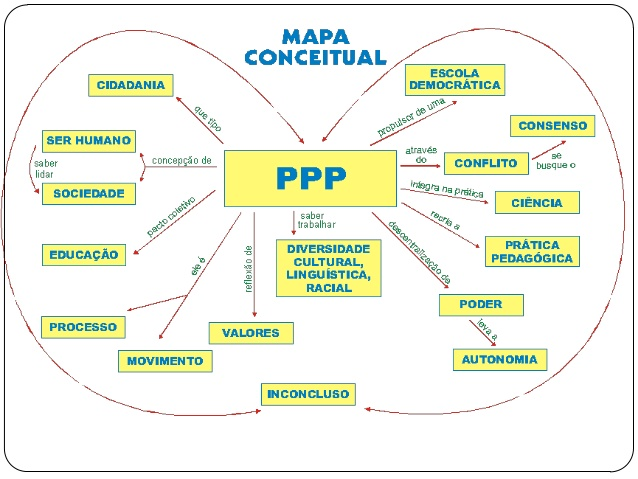 MAPA
CONCEITUAL
CIDADANIA
que tipo
propulsor de uma
ESCOLA
DEMOCRÁTICA
CONSENSO
SER HUMANO
saber
lidar
SOCIEDADE
concepção de
PPP
através
do
CONFLITO
se
busque o
integra na prática
CIÊNCIA
pacto coletivo
EDUCAÇÃO
ele é
reflexão de
saber
trabalhar
DIVERSIDADE
CULTURAL,
LINGUÍSTICA,
RACIAL
recria a
PRÁTICA
PEDAGÓGICA
descentralização de
PODER
leva a
AUTONOMIA
PROCESSO
MOVIMENTO
VALORES
INCONCLUSO